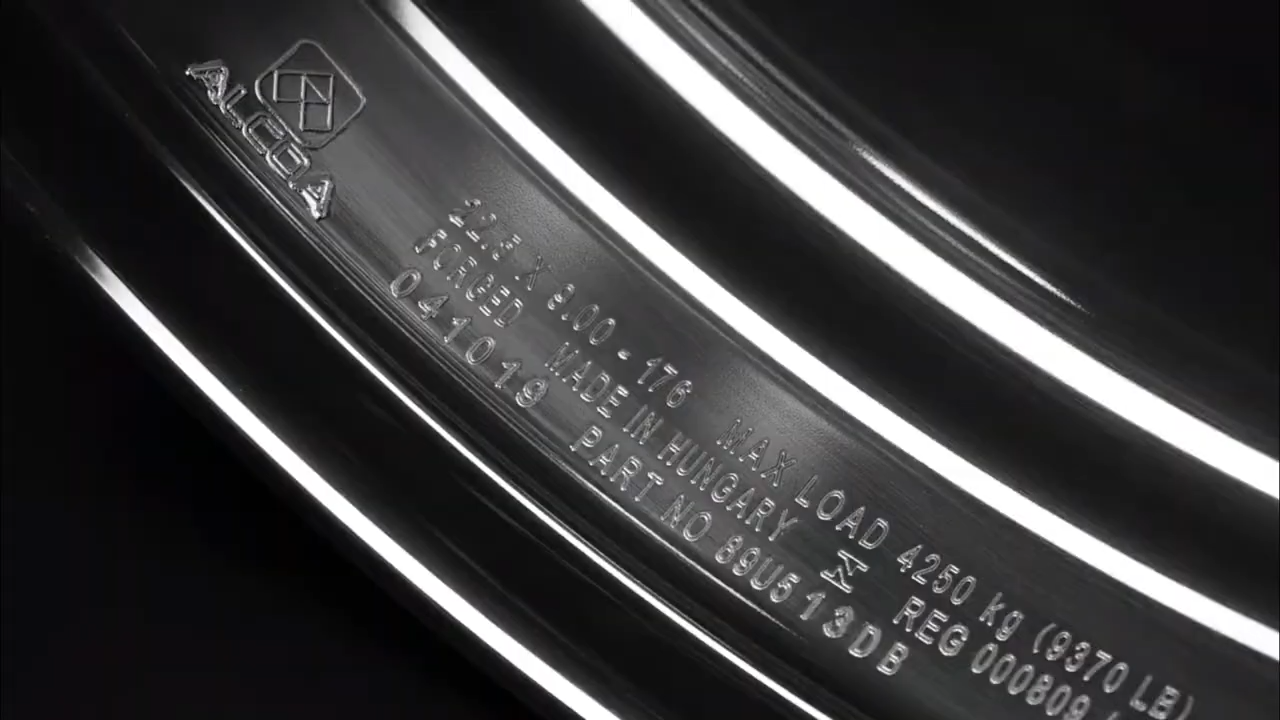 ALCOA
22.5 X 9.00 - 176 MAX LOAD 4250 kg (9370 LB)
FORGED MADE IN HUNGARY REG 000809
041019 PART NO 89U513DB